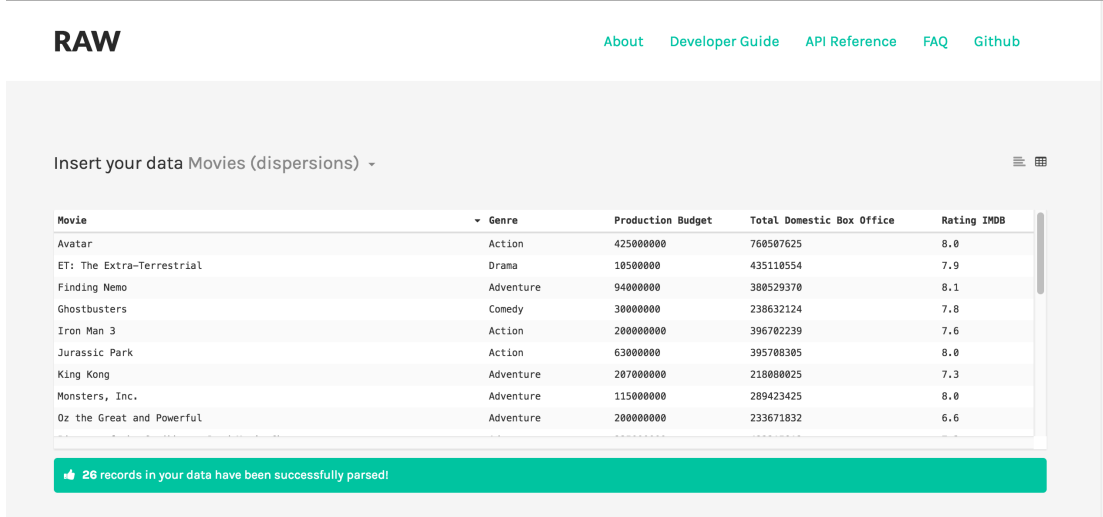 RAW
About Developer Guide API Reference FAQ Github
Insert your data Movies (dispersions)
Movie Genre Production Budget Total Domestic Box Office Rating IMDB
Avatar Action 425000000 760507625 8.0
ET: The Extra-Terrestrial Drama 10500000 435110554 7.9
Finding Nemo Adventure 94000000 380529370 8.1
Ghostbusters Comedy 30000000 238632124 7.8
Iron Man 3 Action 200000000 396702239 7.6
Jurassic Park Action 63000000 395708305 8.0
King Kong Adventure 207000000 218080025 7.3
Monsters, Inc. Adventure 115000000 289423425 8.0
Oz the Great and Powerful Adventure 200000000 233671832 6.6
26 records in your data have been successfully parsed!